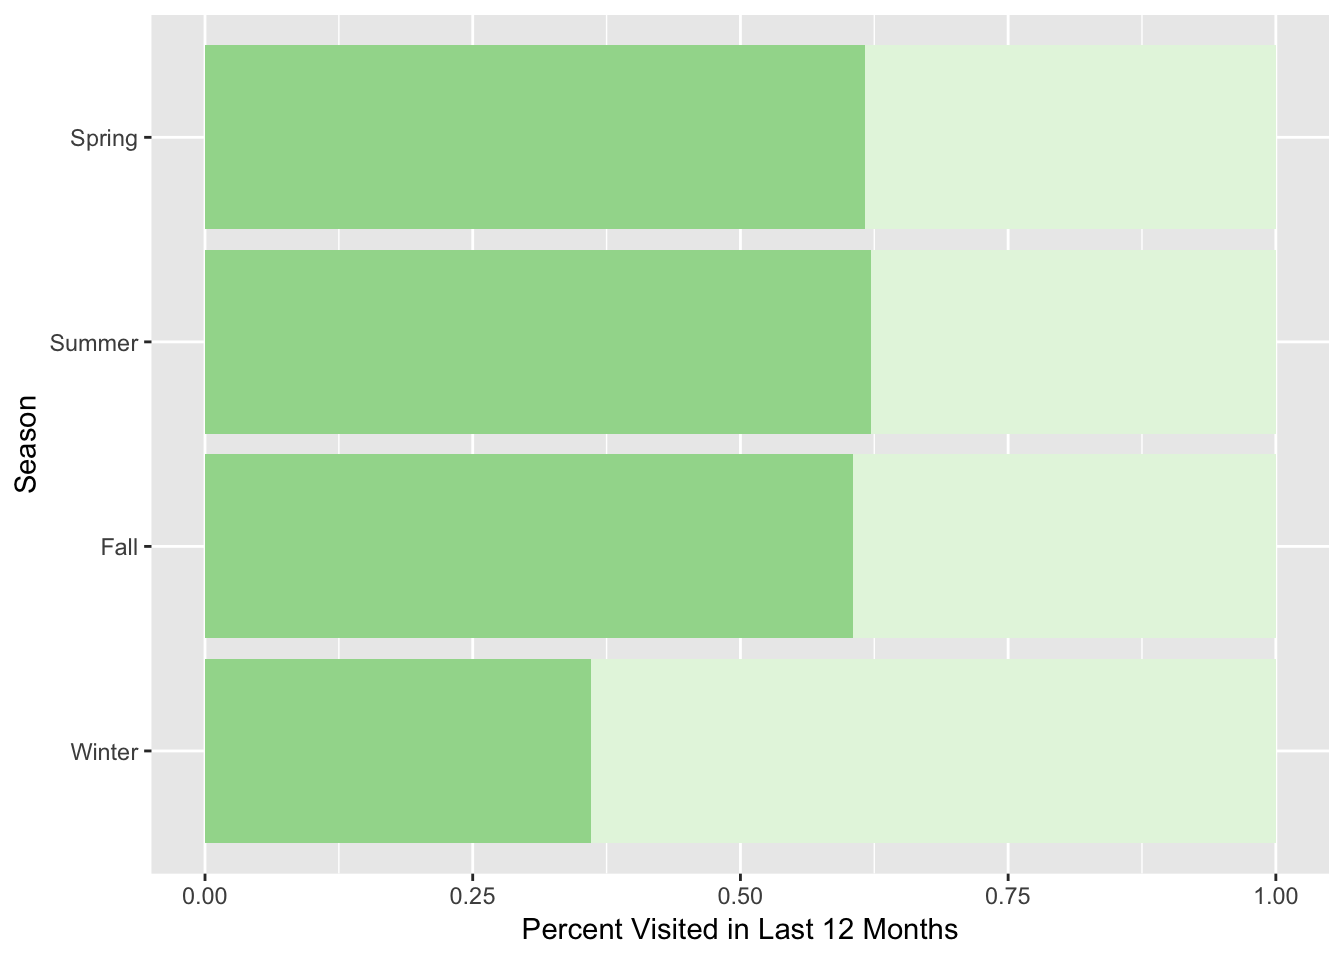 Spring
Summer
Fall
Winter
Season
0.00
0.25
0.50
0.75
1.00
Percent Visited in Last 12 Months